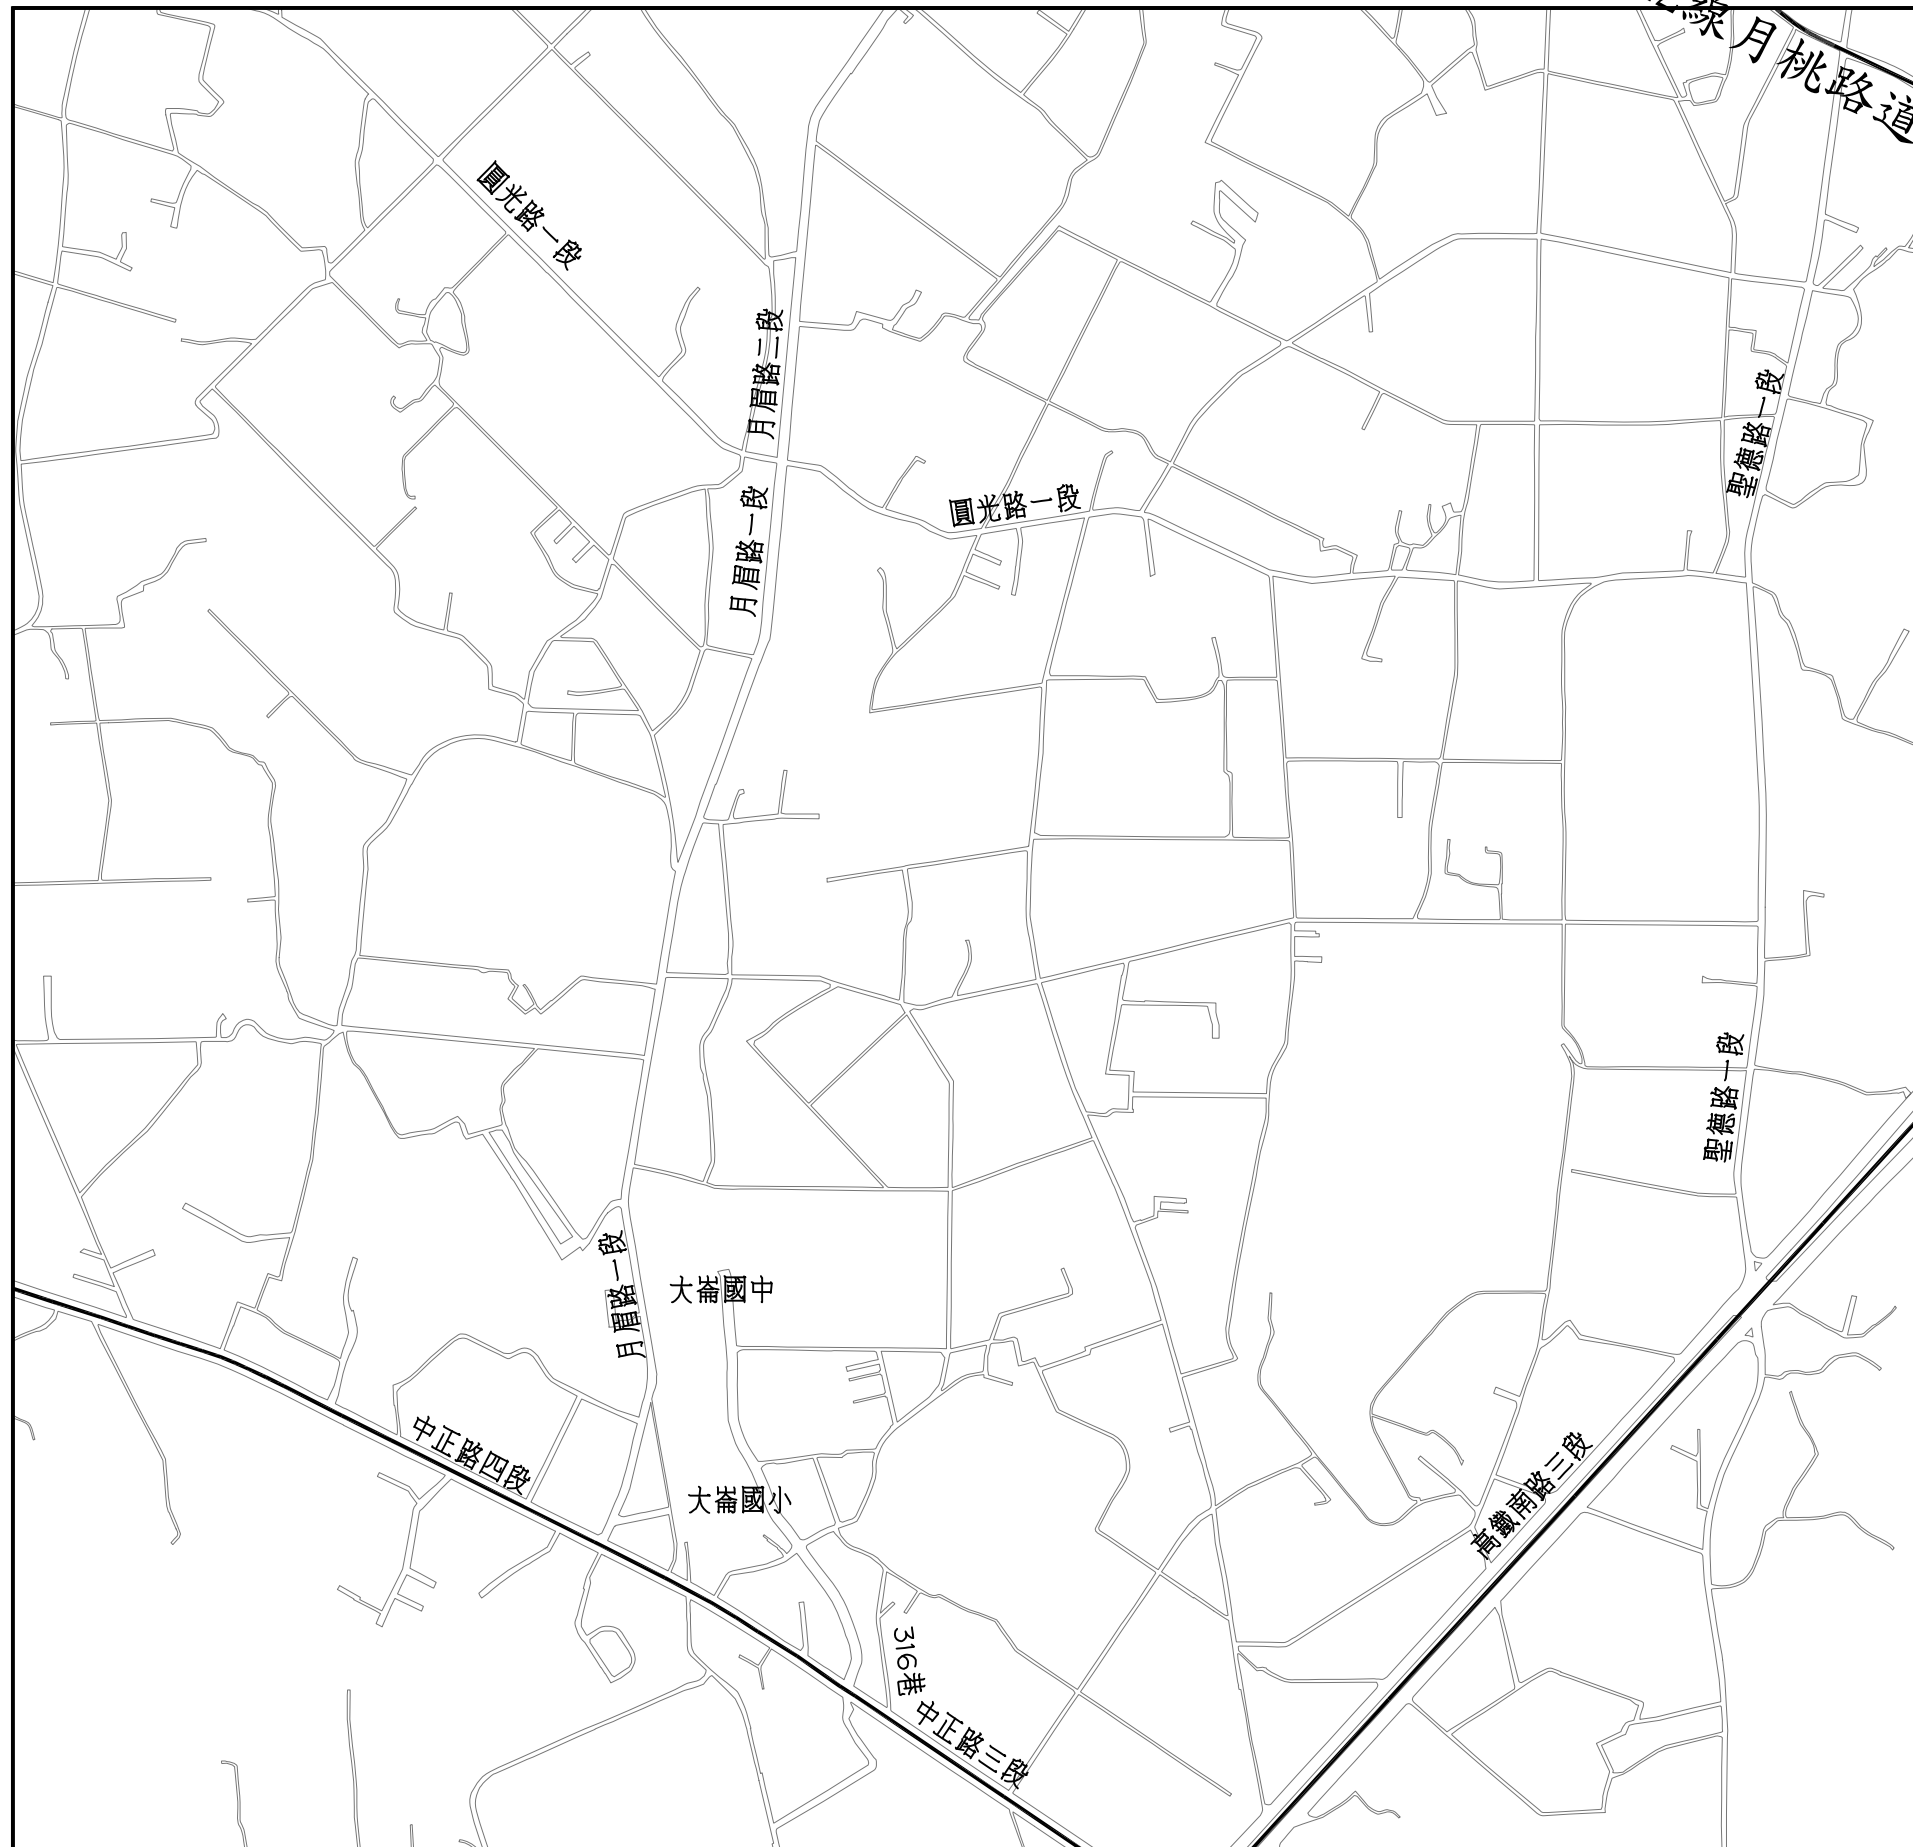 線月桃路道
圓光路一段
月眉路二段
聖德路一段
圓光路一段
月眉路一段
聖德路一段
月眉路一段
大崙國中
中正路四段
大崙國小
高鐵南路三段
316巷
中正路三段